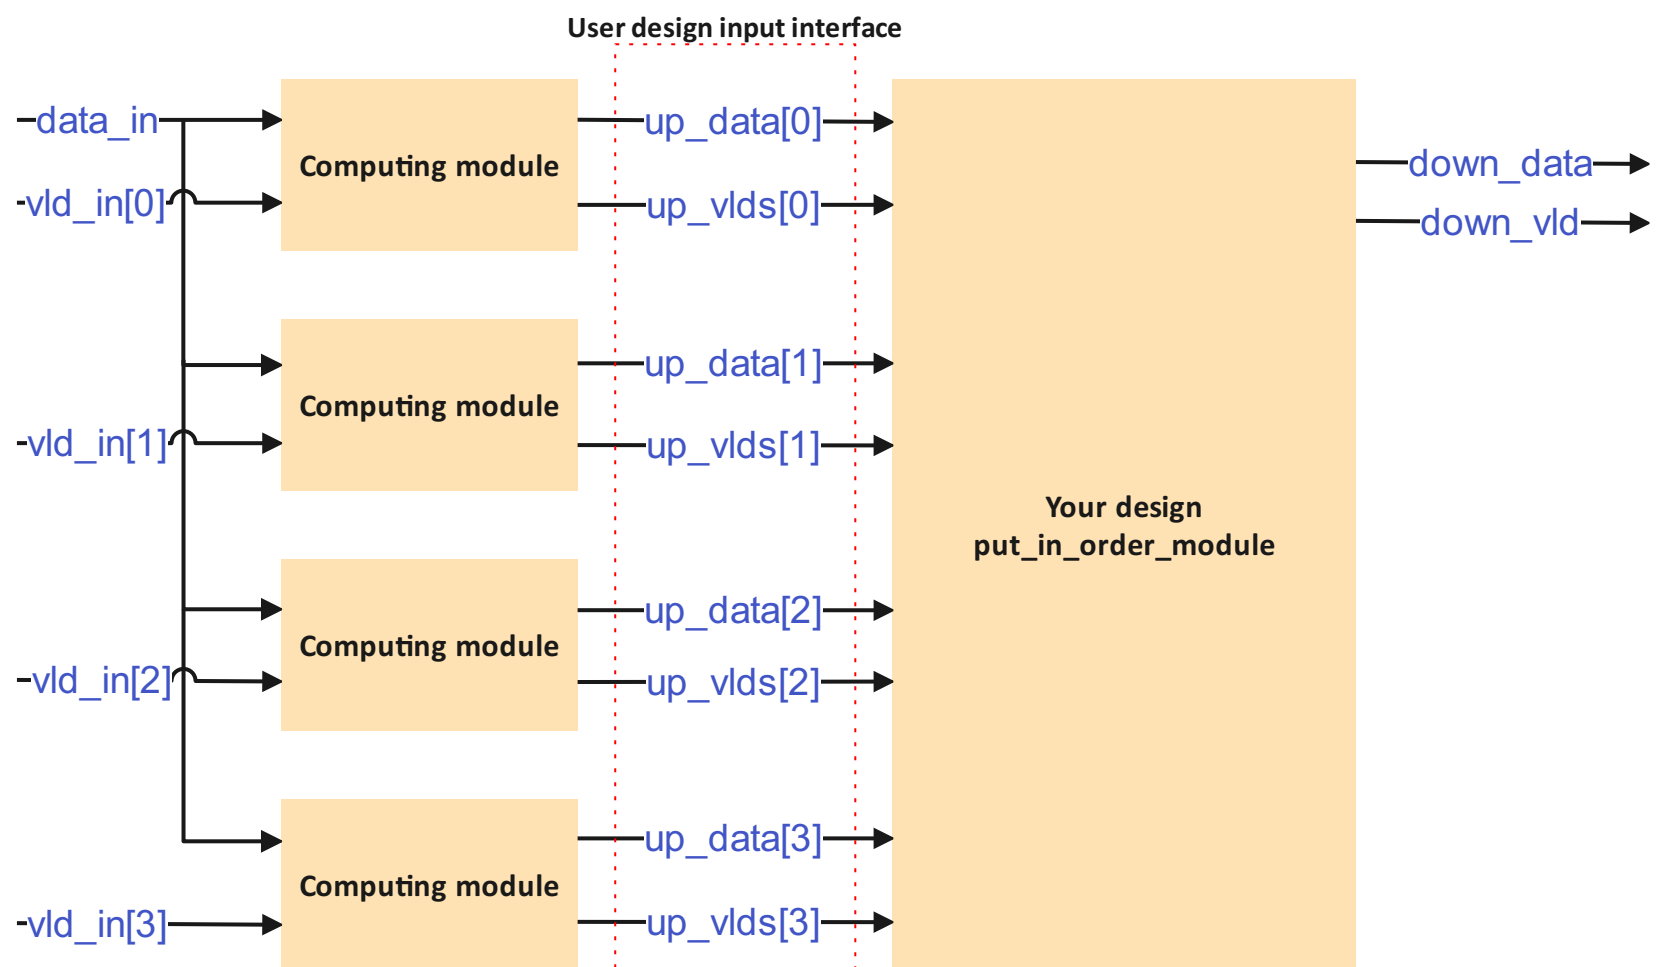 User design input interface
data_in
vld_in[0]
Computing module
up_data[0]
up_vlds[0]
down_data
down_vld
vld_in[1]
Computing module
up_data[1]
up_vlds[1]
Your design
put_in_order_module
vld_in[2]
Computing module
up_data[2]
up_vlds[2]
vld_in[3]
Computing module
up_data[3]
up_vlds[3]